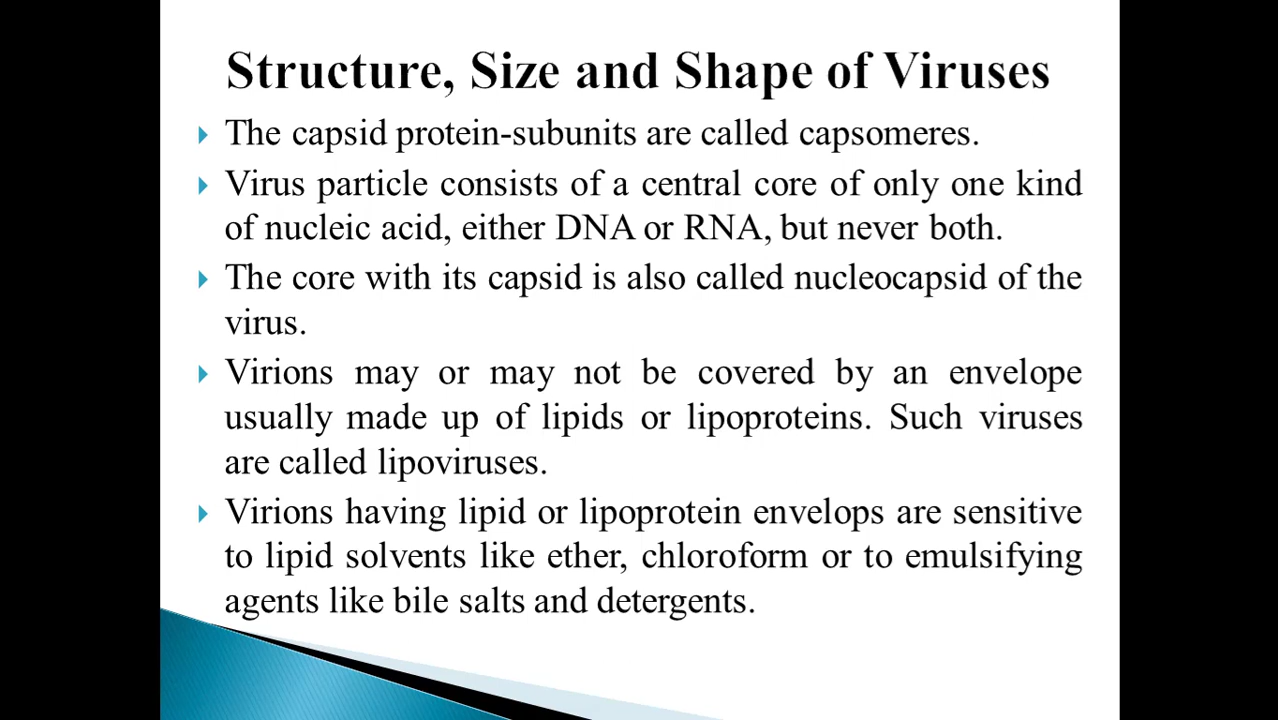 Structure, Size and Shape of Viruses
The capsid protein-subunits are called capsomeres.
Virus particle consists of a central core of only one kind
of nucleic acid, either DNA or RNA, but never both.
The core with its capsid is also called nucleocapsid of the
virus.
Virions may or may not be covered by an envelope
usually made up of lipids or lipoproteins. Such viruses
are called lipoviruses.
Virions having lipid or lipoprotein envelops are sensitive
to lipid solvents like ether, chloroform or to emulsifying
agents like bile salts and detergents.